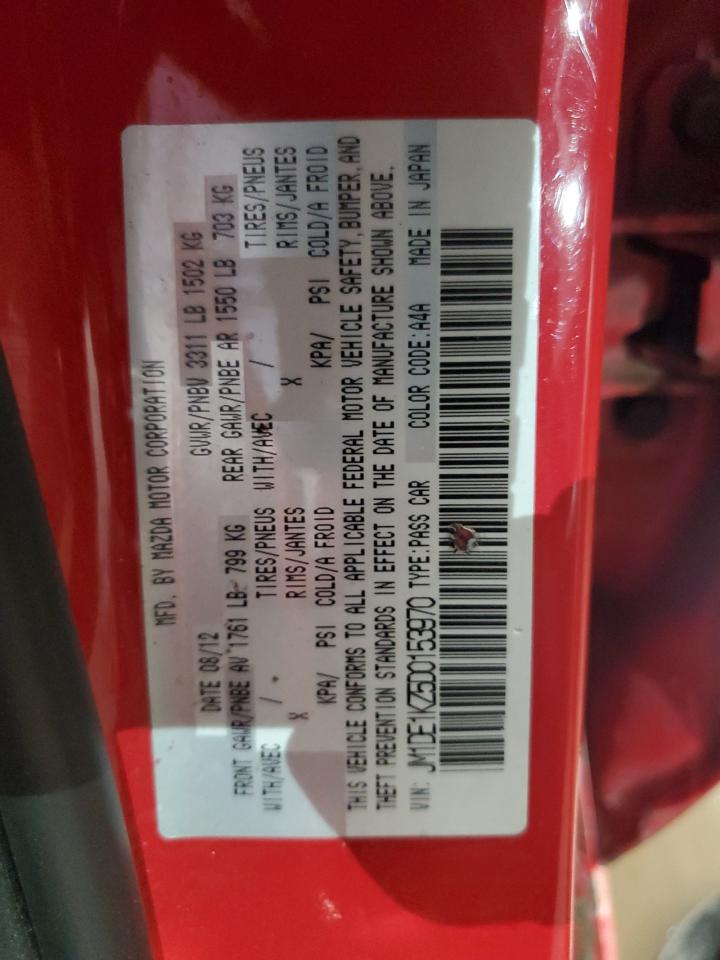 MFD. BY MAZDA MOTOR CORPORATION
DATE 08/12 GVWR/PNBV 3311 LB 1502 KG
FRONT GAWR/PNBE AV 1761 LB 799 KG REAR GAWR/PNBE AR 1550 LB 703 KG
WITH/AVEC / TIRES/PNEUS WITH/AVEC / TIRES/PNEUS
X RIMS/JANTES X RIMS/JANTES
KPA/ PSI COLD/A FROID KPA/ PSI COLD/A FROID
THIS VEHICLE CONFORMS TO ALL APPLICABLE FEDERAL MOTOR VEHICLE SAFETY, BUMPER, AND
THEFT PREVENTION STANDARDS IN EFFECT ON THE DATE OF MANUFACTURE SHOWN ABOVE.
VIN: JM1DE1KZ5D0153970 TYPE:PASS CAR COLOR CODE:A4A MADE IN JAPAN